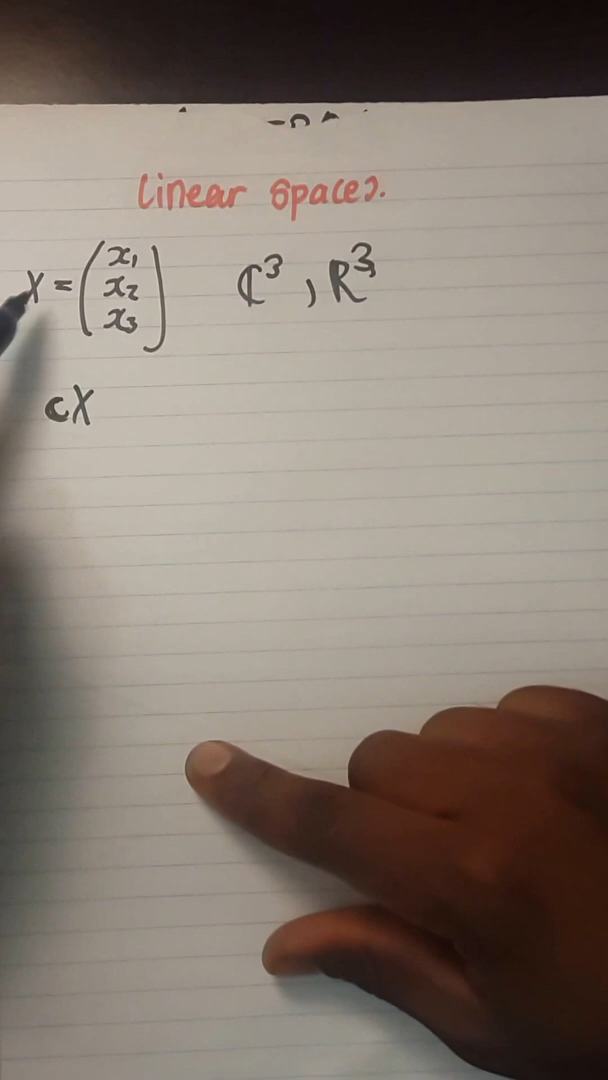 Linear Spaces.
X = (x₁ x₂ x₃) ℂ³, ℝ³
cX